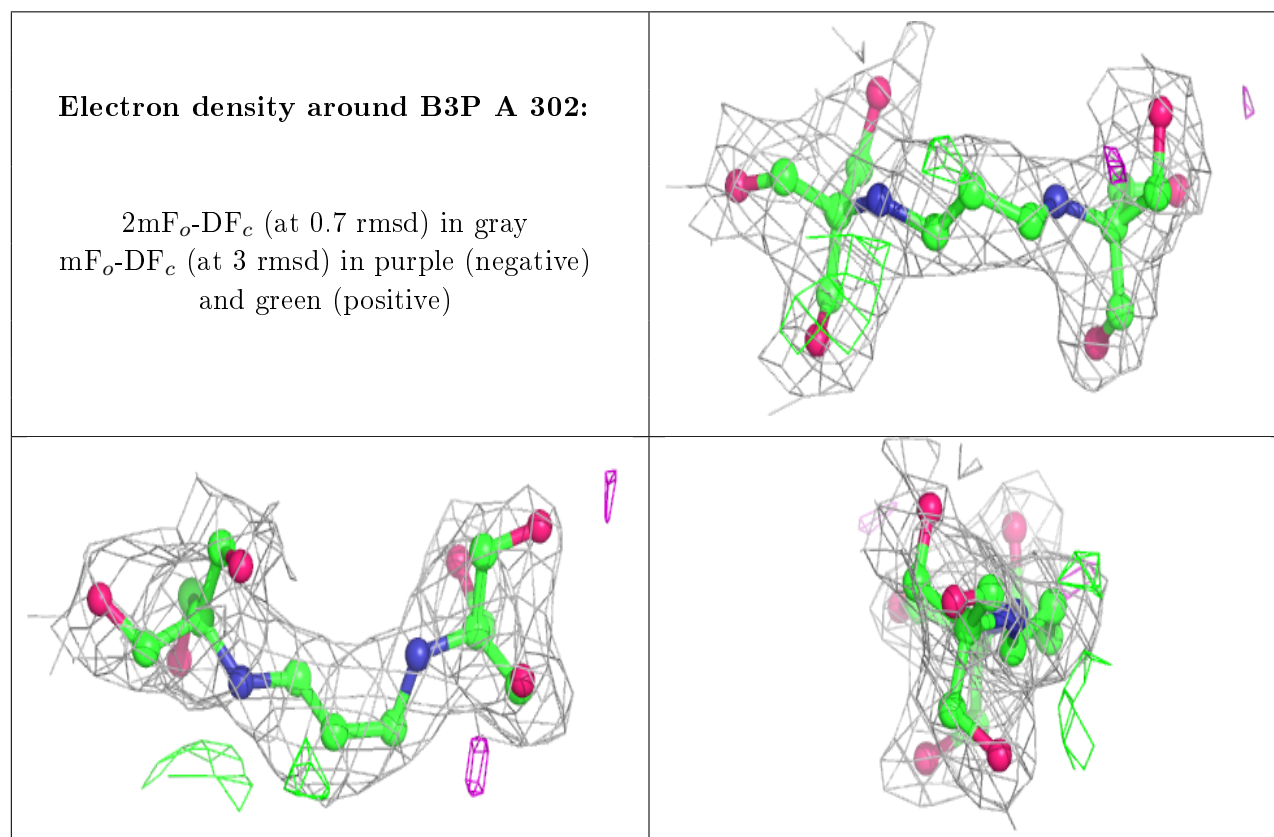 Electron density around B3P A 302:
2mFo-DFc (at 0.7 rmsd) in gray
mFo-DFc (at 3 rmsd) in purple (negative)
and green (positive)